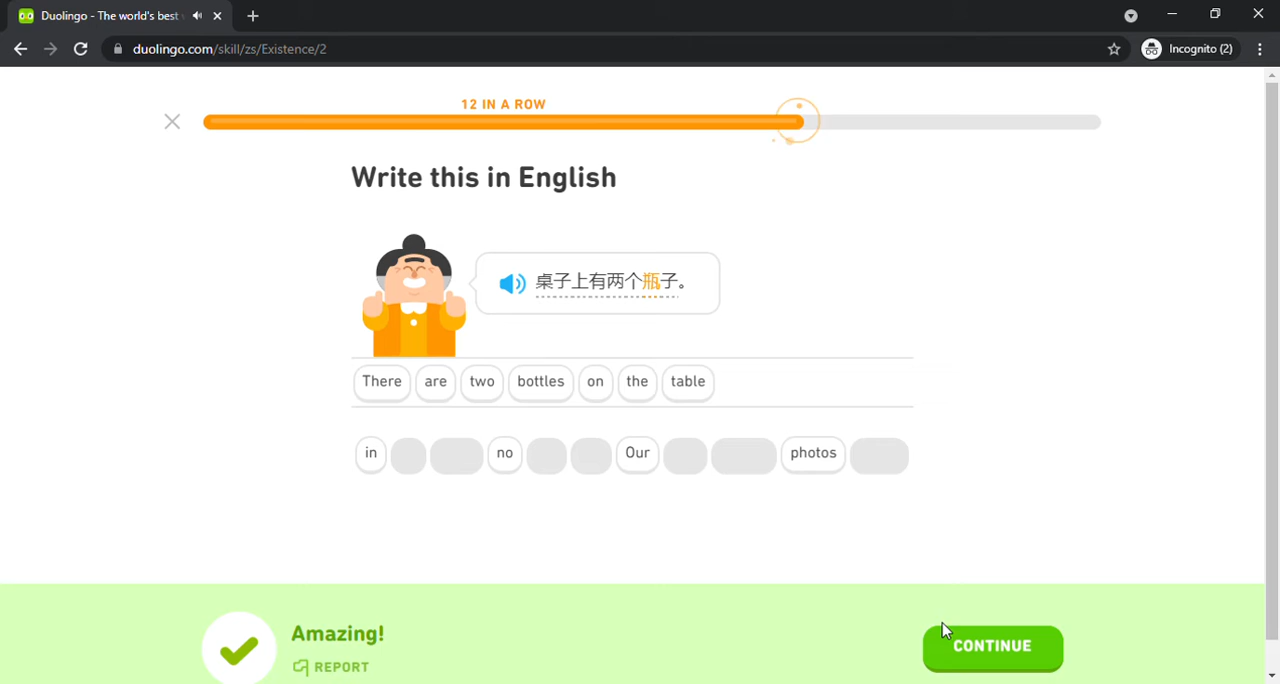 Duolingo - The world's best
duolingo.com/skill/zs/Existence/2
Incognito (2)
12 IN A ROW
Write this in English
桌子上有两个瓶子。
There are two bottles on the table
in no Our photos
Amazing!
REPORT
CONTINUE